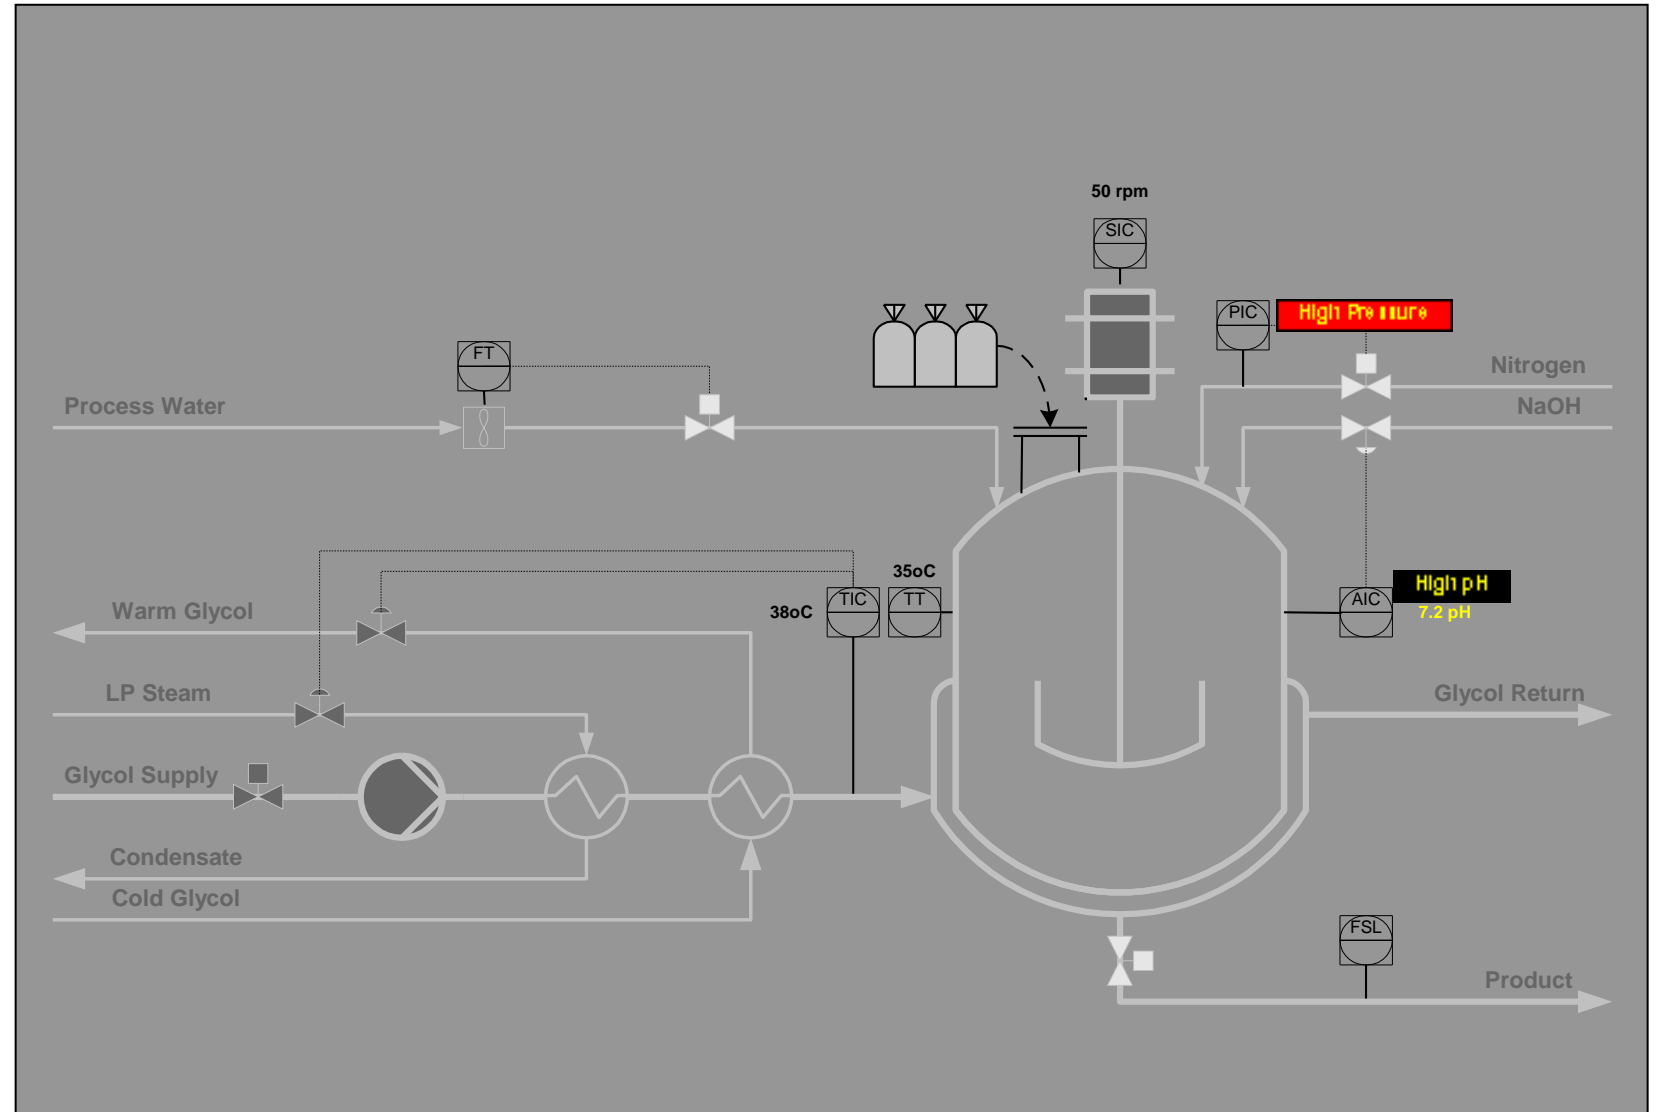 50 rpm
SIC
PIC
High Pressure
FT
Nitrogen
Process Water
NaOH
35oC
High pH
Warm Glycol
38oC
TIC
TT
AIC
7.2 pH
LP Steam
Glycol Return
Glycol Supply
Condensate
Cold Glycol
FSL
Product